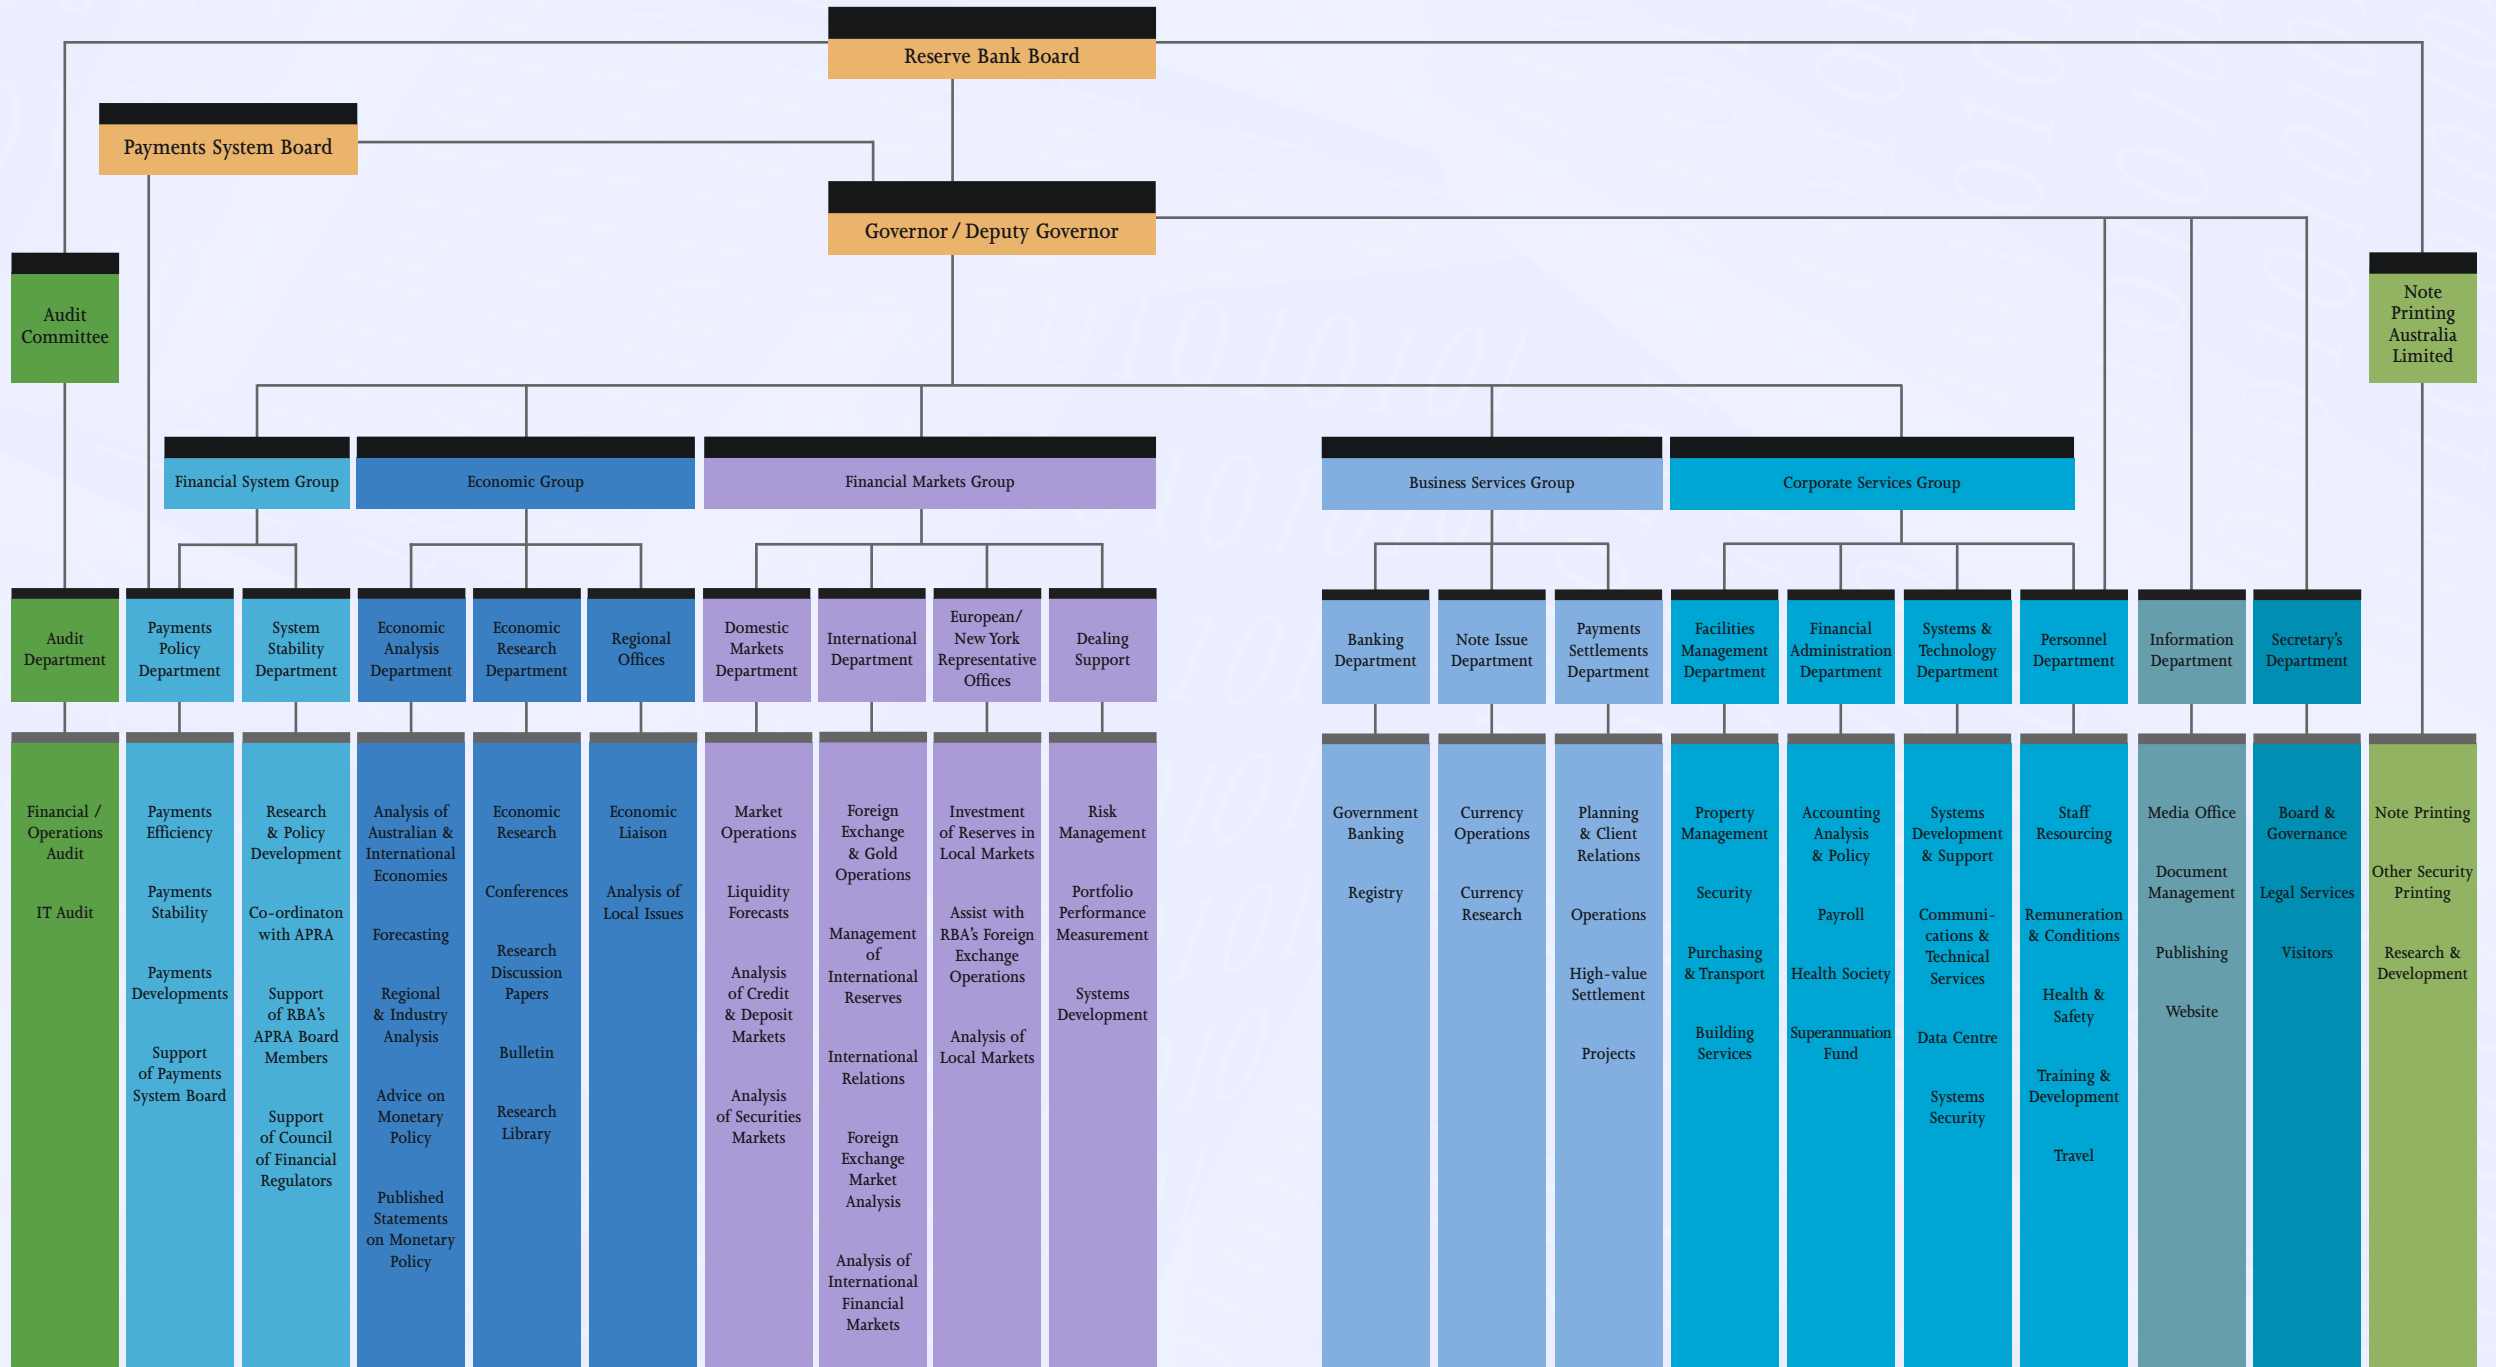 Reserve Bank Board
Payments System Board
Governor / Deputy Governor
Audit
Committee
Note
Printing
Australia
Limited
Financial System Group
Economic Group
Financial Markets Group
Business Services Group
Corporate Services Group
Audit
Department
Payments
Policy
Department
System
Stability
Department
Economic
Analysis
Department
Economic
Research
Department
Regional
Offices
Domestic
Markets
Department
International
Department
European/
New York
Representative
Offices
Dealing
Support
Banking
Department
Note Issue
Department
Payments
Settlements
Department
Facilities
Management
Department
Financial
Administration
Department
Systems &
Technology
Department
Personnel
Department
Information
Department
Secretary's
Department
Financial /
Operations
Audit
IT Audit
Payments
Efficiency
Payments
Stability
Payments
Developments
Support
of Payments
System Board
Research
& Policy
Development
Co-ordinaton
with APRA
Support
of RBA's
APRA Board
Members
Support
of Council
of Financial
Regulators
Analysis of
Australian &
International
Economies
Forecasting
Regional
& Industry
Analysis
Advice on
Monetary
Policy
Published
Statements
on Monetary
Policy
Economic
Research
Conferences
Research
Discussion
Papers
Bulletin
Research
Library
Economic
Liaison
Analysis of
Local Issues
Market
Operations
Liquidity
Forecasts
Analysis
of Credit
& Deposit
Markets
Analysis
of Securities
Markets
Foreign
Exchange
& Gold
Operations
Management
of
International
Reserves
International
Relations
Foreign
Exchange
Market
Analysis
Analysis of
International
Financial
Markets
Investment
of Reserves in
Local Markets
Assist with
RBA's Foreign
Exchange
Operations
Analysis of
Local Markets
Risk
Management
Portfolio
Performance
Measurement
Systems
Development
Government
Banking
Registry
Currency
Operations
Currency
Research
Planning
& Client
Relations
Operations
High-value
Settlement
Projects
Property
Management
Security
Purchasing
& Transport
Building
Services
Accounting
Analysis
& Policy
Payroll
Health Society
Superannuation
Fund
Systems
Development
& Support
Communi-
cations &
Technical
Services
Data Centre
Systems
Security
Staff
Resourcing
Remuneration
& Conditions
Health &
Safety
Training &
Development
Travel
Media Office
Document
Management
Publishing
Website
Board &
Governance
Legal Services
Visitors
Note Printing
Other Security
Printing
Research &
Development